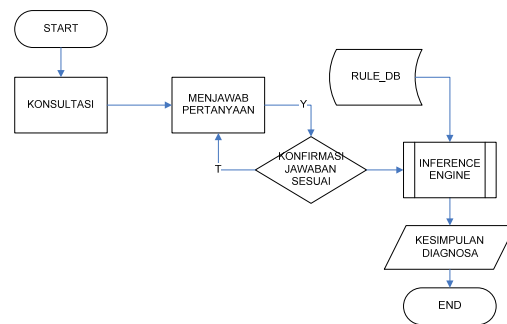 START
KONSULTASI
MENJAWAB
PERTANYAAN
Y
T
KONFIRMASI
JAWABAN
SESUAI
RULE_DB
INFERENCE
ENGINE
KESIMPULAN
DIAGNOSA
END